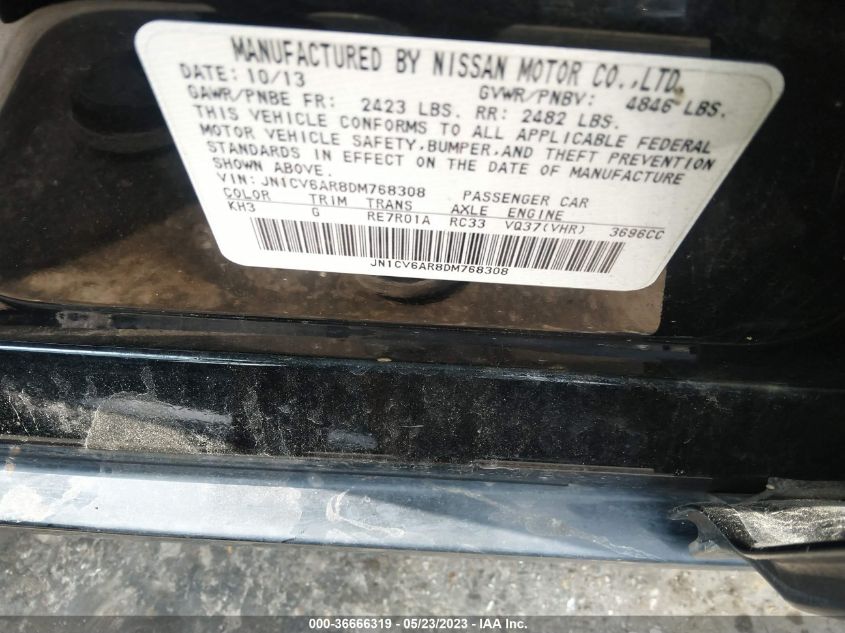 MANUFACTURED BY NISSAN MOTOR CO.,LTD.
DATE: 10/13 GVWR/PNBV: 4846 LBS.
GAWR/PNBE FR: 2423 LBS. RR: 2482 LBS.
THIS VEHICLE CONFORMS TO ALL APPLICABLE FEDERAL
MOTOR VEHICLE SAFETY,BUMPER,AND THEFT PREVENTION
STANDARDS IN EFFECT ON THE DATE OF MANUFACTURE
SHOWN ABOVE.
VIN: JN1CV6AR8DM768308 PASSENGER CAR
COLOR TRIM TRANS AXLE ENGINE
KH3 G RE7R01A RC33 VQ37(VHR) 3696CC
JN1CV6AR8DM768308
000-36666319 - 05/23/2023 - IAA Inc.